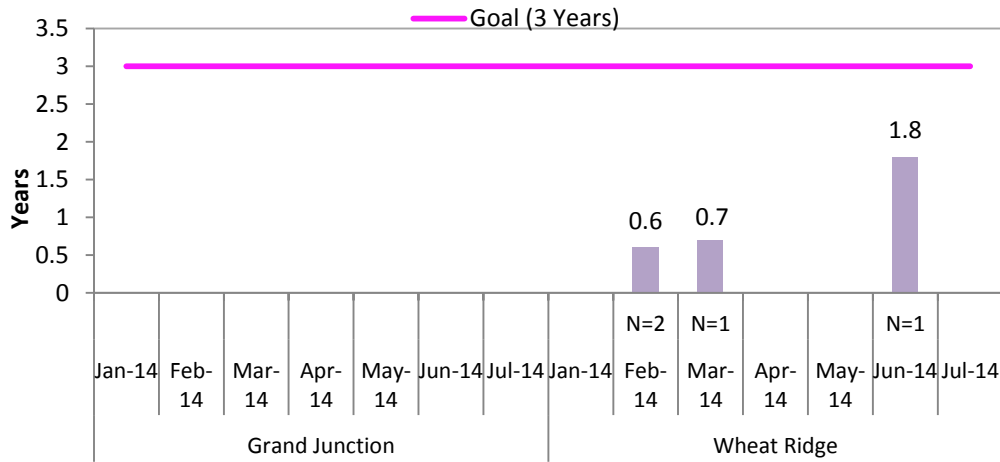 Goal (3 Years)
3.5
3
2.5
2
1.5
1
0.5
0
Years
0.6
0.7
1.8
N=2 N=1 N=1
Jan-14 Feb- Mar- Apr- May- Jun-14 Jul-14 Jan-14 Feb- Mar- Apr- May- Jun-14 Jul-14
14 14 14 14 14 14 14 14
Grand Junction Wheat Ridge